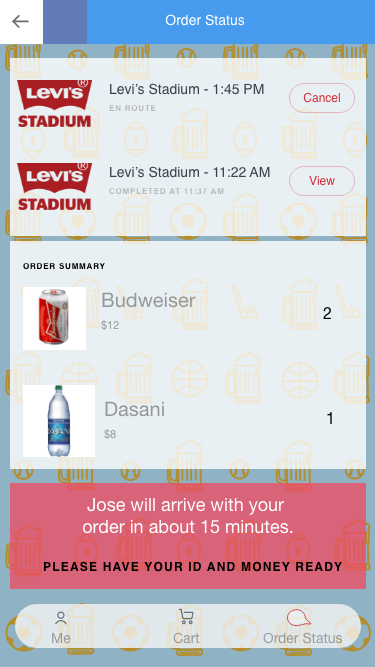 Order Status
LEVI'S®
STADIUM
Levi's Stadium - 1:45 PM
EN ROUTE
Cancel
LEVI'S®
STADIUM
Levi's Stadium - 11:22 AM
COMPLETED AT 11:37 AM
View
ORDER SUMMARY
Budweiser
$12
2
DASANI
Dasani
$8
1
Jose will arrive with your
order in about 15 minutes.
PLEASE HAVE YOUR ID AND MONEY READY
Me
Cart
Order Status